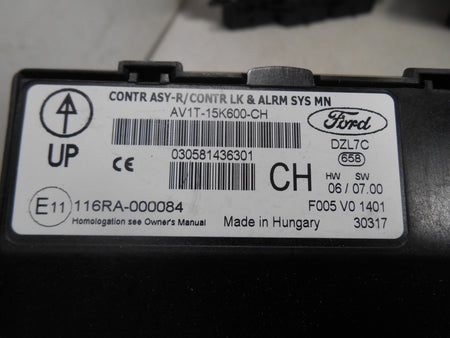 CONTR ASY-R/CONTR LK & ALRM SYS MN
AV1T-15K600-CH
Ford
DZL7C
658
UP
CE
030581436301
CH
HW SW
06 / 07.00
E11 116RA-000084
F005 V0 1401
Homologation see Owner's Manual
Made in Hungary
30317